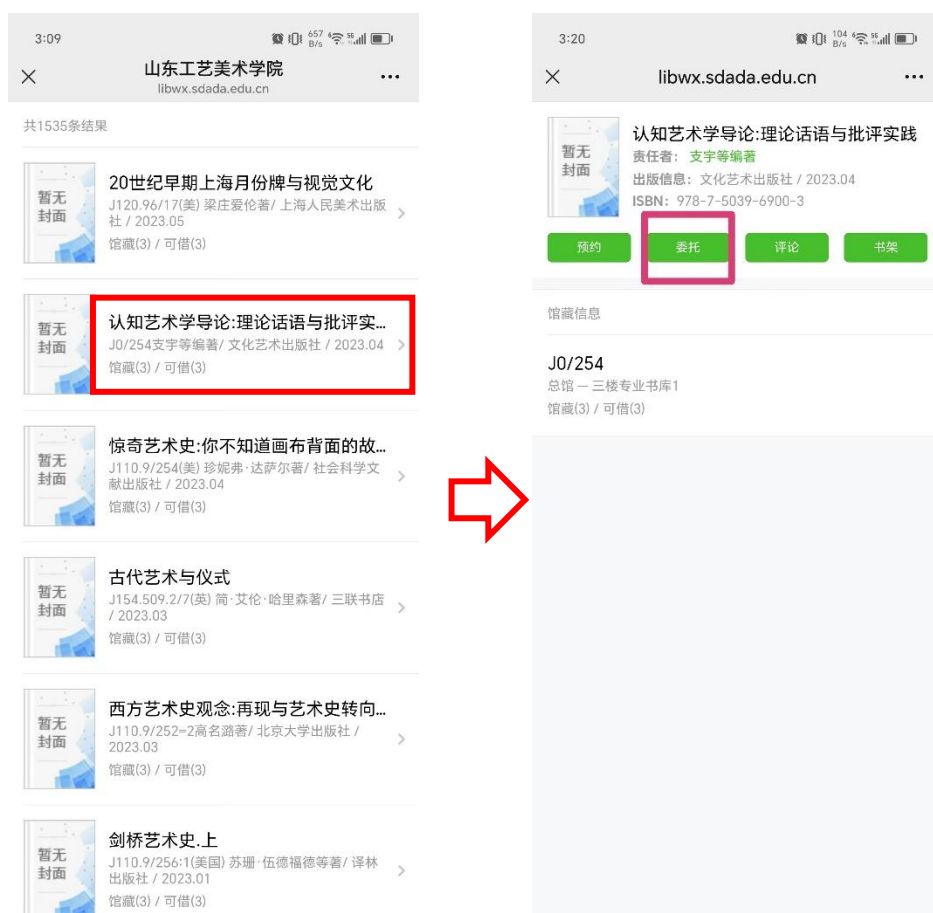 3:09
657 B/s
山东工艺美术学院
libwx.sdada.edu.cn
共1535条结果
暂无
封面
20世纪早期上海月份牌与视觉文化
J120.96/17(美) 梁庄爱伦著/ 上海人民美术出版
社 / 2023.05
馆藏(3) / 可借(3)
暂无
封面
认知艺术学导论:理论话语与批评实...
J0/254支宇等编著/ 文化艺术出版社 / 2023.04
馆藏(3) / 可借(3)
暂无
封面
惊奇艺术史:你不知道画布背面的故...
J110.9/254(美) 珍妮弗·达萨尔著/ 社会科学文
献出版社 / 2023.04
馆藏(3) / 可借(3)
暂无
封面
古代艺术与仪式
J154.509.2/7(英) 简·艾伦·哈里森著/ 三联书店
/ 2023.03
馆藏(3) / 可借(3)
暂无
封面
西方艺术史观念:再现与艺术史转向...
J110.9/252=2高名潞著/ 北京大学出版社 /
2023.03
馆藏(3) / 可借(3)
暂无
封面
剑桥艺术史.上
J110.9/256:1(美国) 苏珊·伍德福德等著/ 译林
出版社 / 2023.01
馆藏(3) / 可借(3)
3:20
104 B/s
libwx.sdada.edu.cn
暂无
封面
认知艺术学导论:理论话语与批评实践
责任者: 支宇等编著
出版信息: 文化艺术出版社 / 2023.04
ISBN: 978-7-5039-6900-3
预约 委托 评论 书架
馆藏信息
J0/254
总馆 — 三楼专业书库1
馆藏(3) / 可借(3)